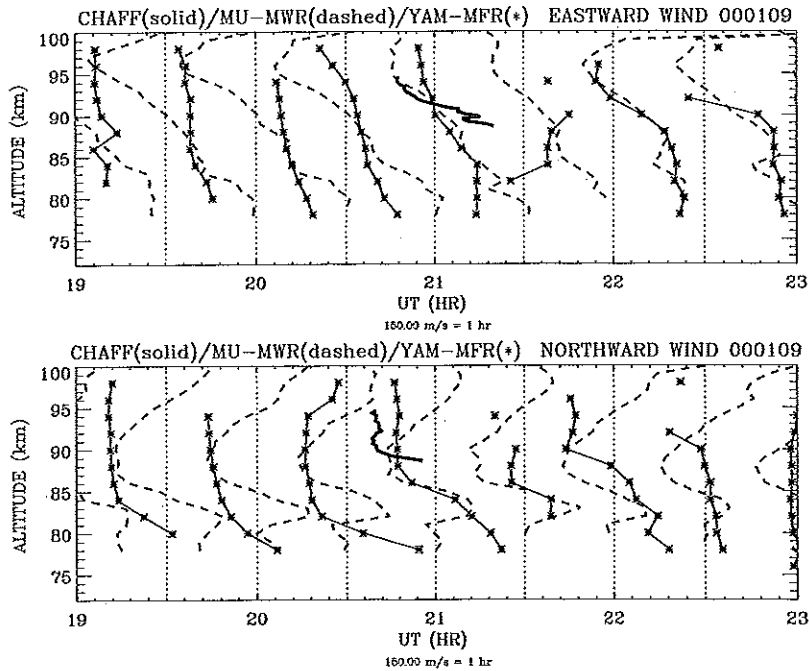 CHAFF(solid)/MU-MWR(dashed)/YAM-MFR(*) EASTWARD WIND 000109
100
95
90
85
80
75
ALTITUDE (km)
19 20 21 22 23
UT (HR)
150.00 m/s = 1 hr
CHAFF(solid)/MU-MWR(dashed)/YAM-MFR(*) NORTHWARD WIND 000109
100
95
90
85
80
75
ALTITUDE (km)
19 20 21 22 23
UT (HR)
150.00 m/s = 1 hr